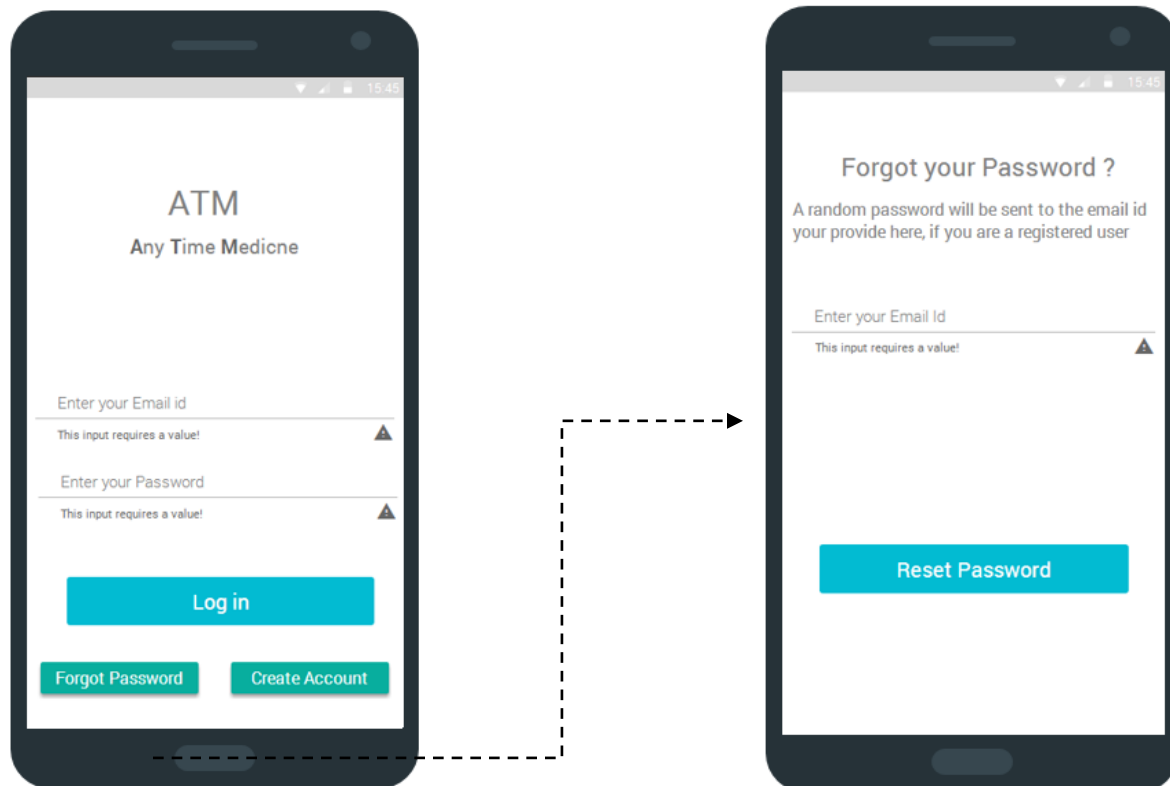 15:45
ATM
Any Time Medicne
Enter your Email id
This input requires a value!
Enter your Password
This input requires a value!
Log in
Forgot Password
Create Account
15:45
Forgot your Password ?
A random password will be sent to the email id
your provide here, if you are a registered user
Enter your Email Id
This input requires a value!
Reset Password